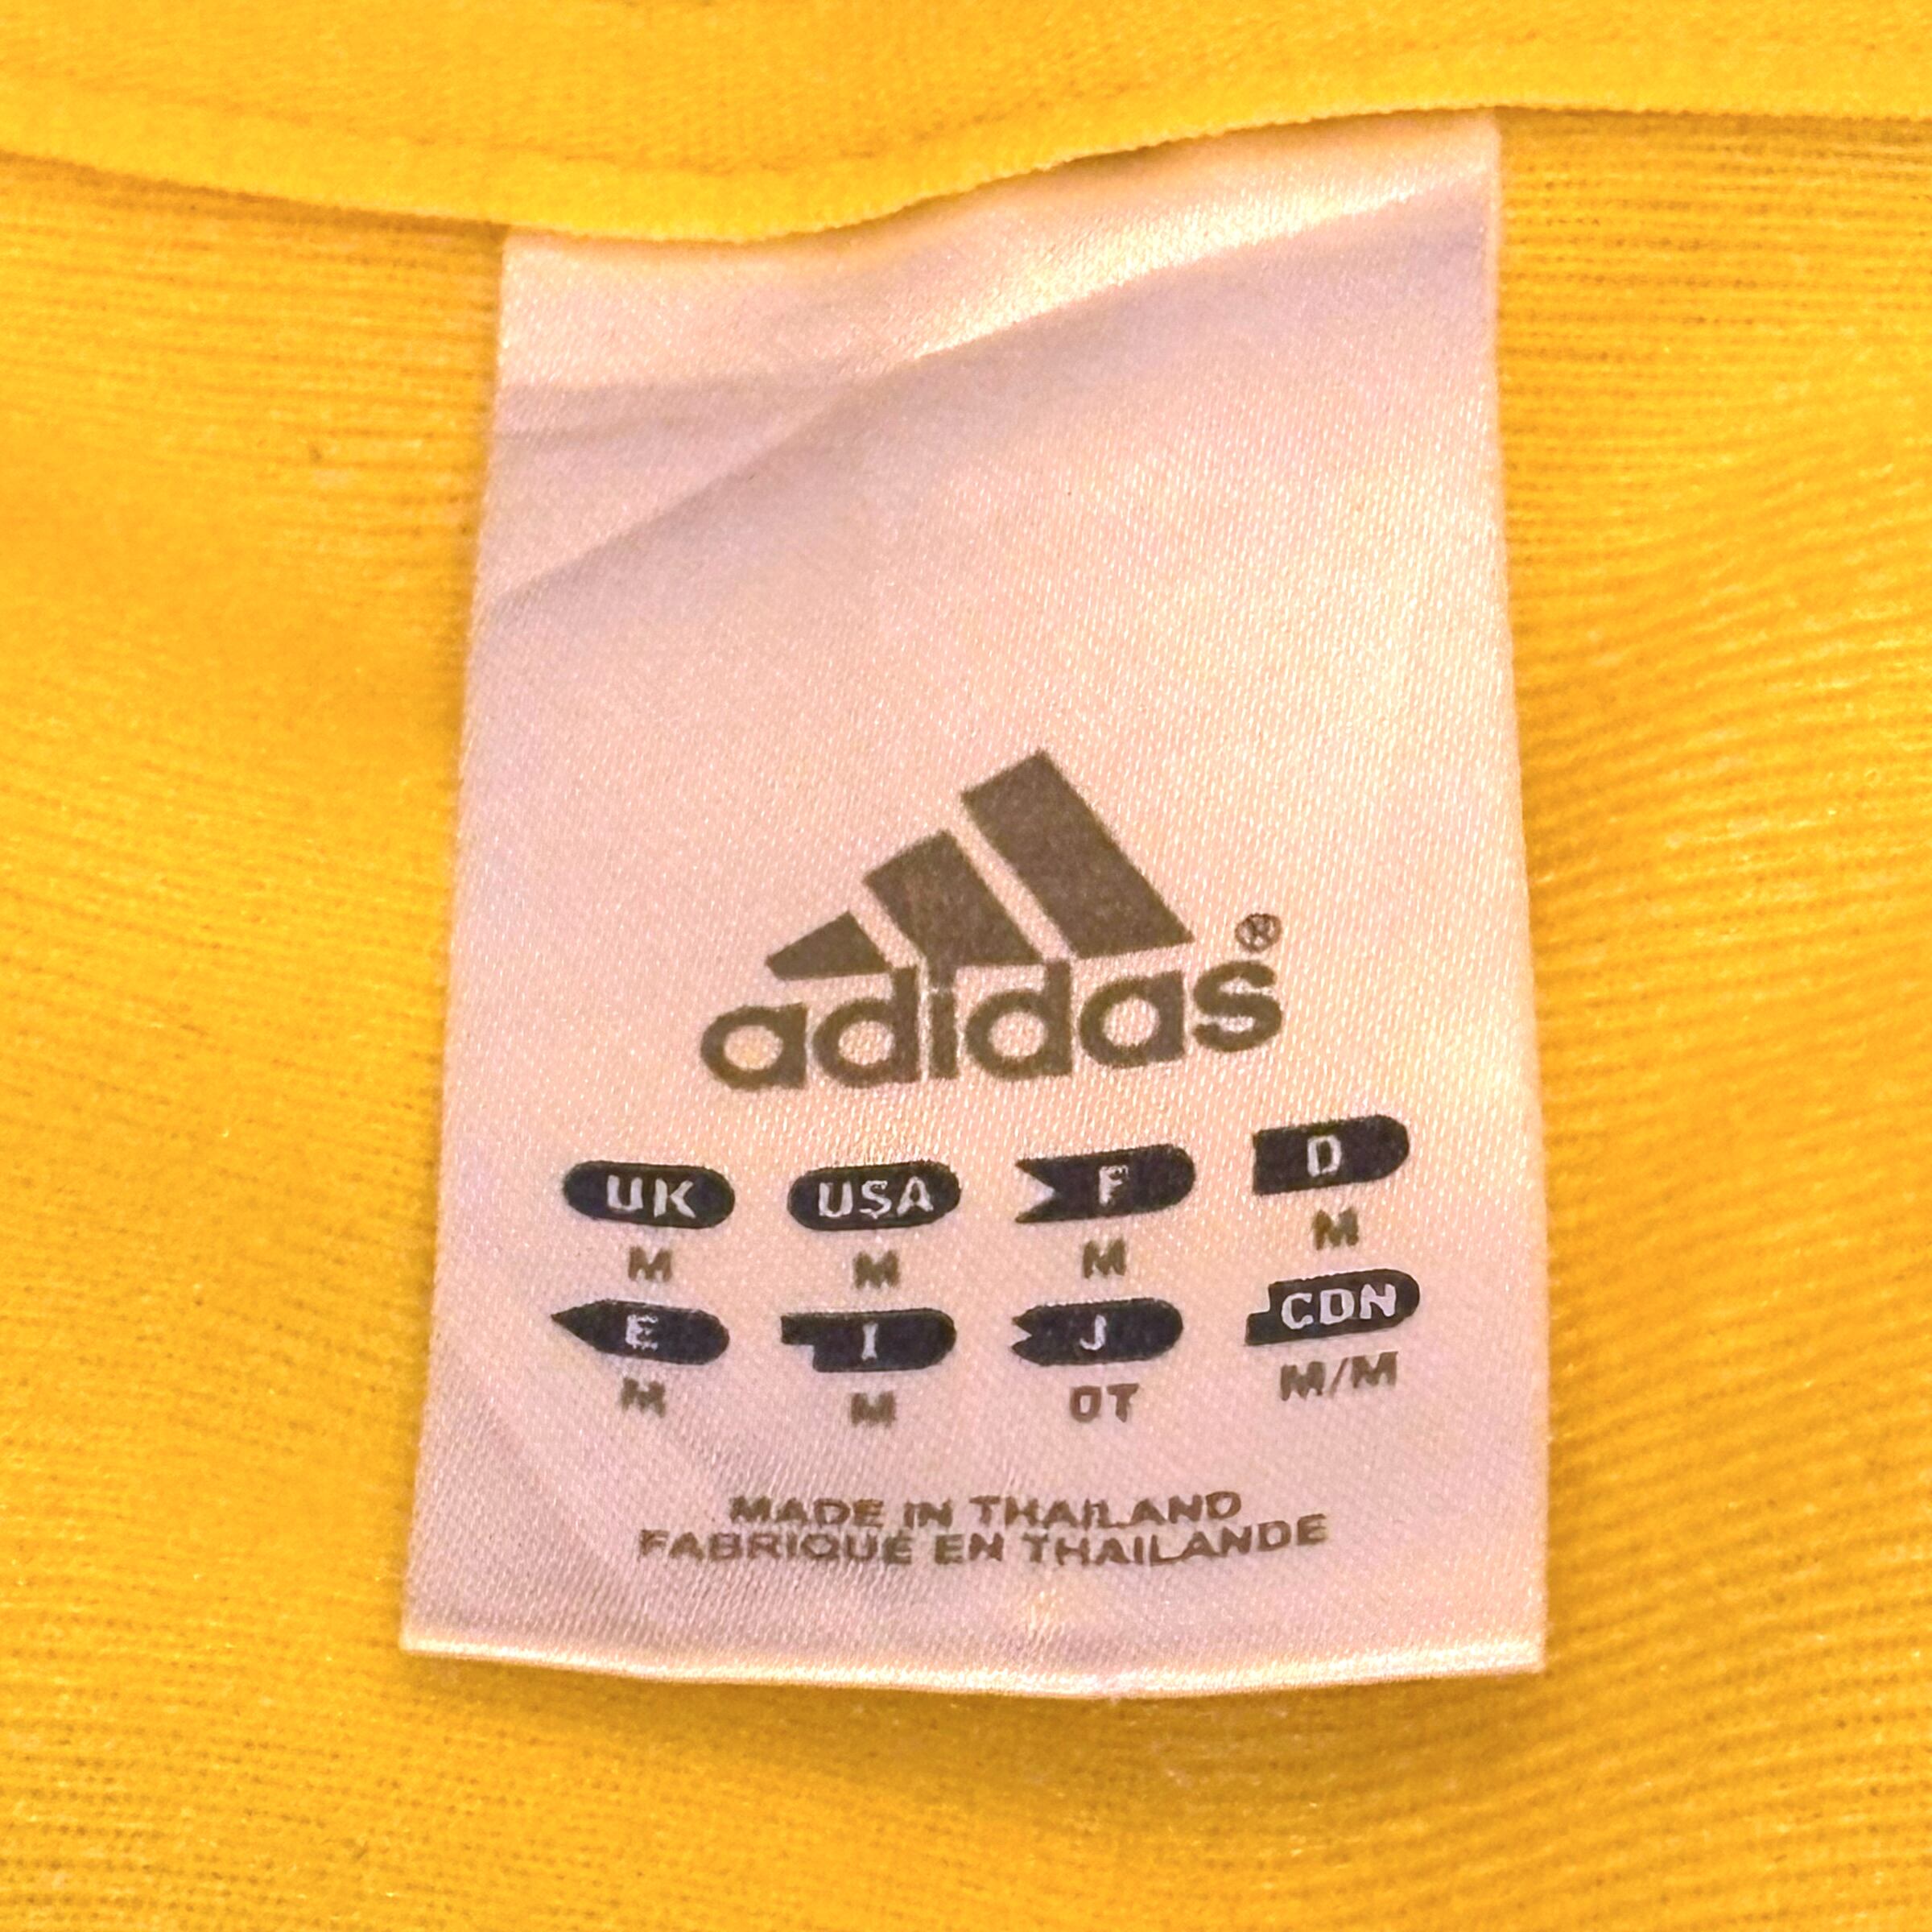 adidas®
UK USA F D
M M M M
E I J CDN
M M OT M/M
MADE IN THAILAND
FABRIQUÉ EN THAILANDE